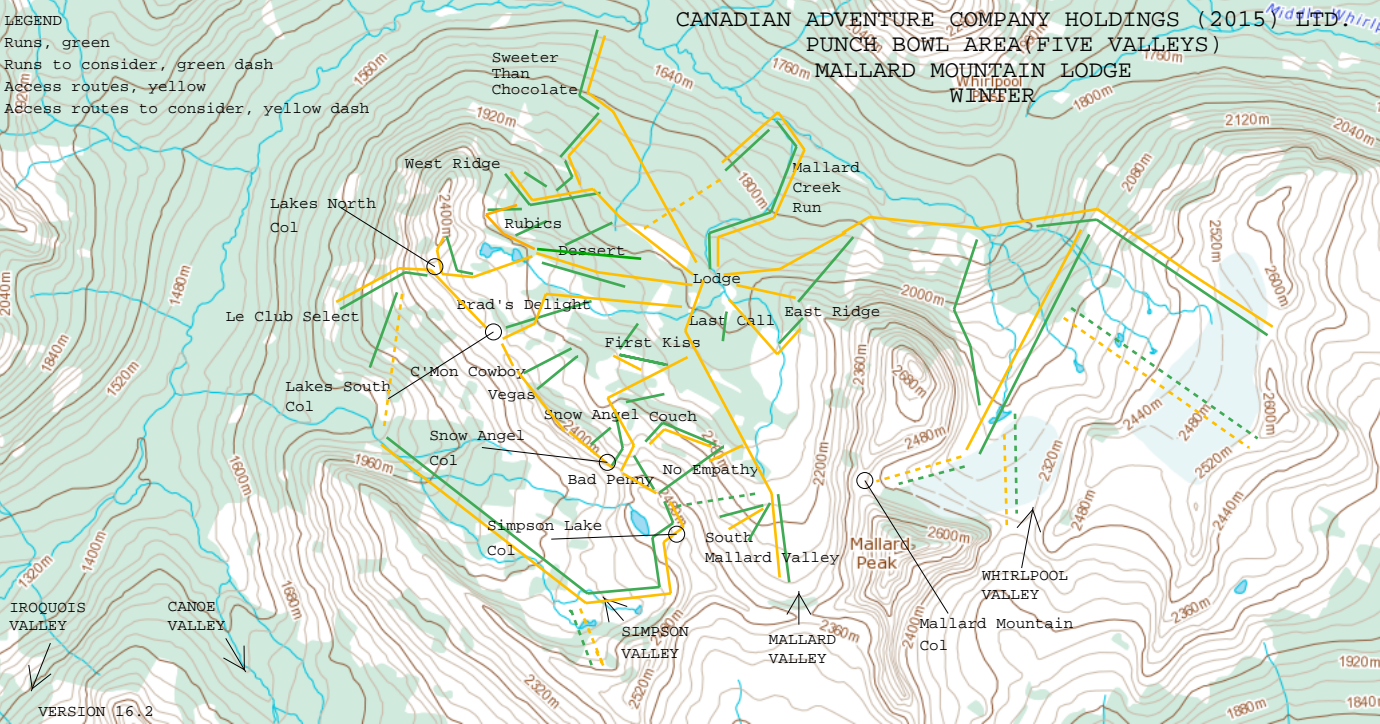 LEGEND
Runs, green
Runs to consider, green dash
Access routes, yellow
Access routes to consider, yellow dash
CANADIAN ADVENTURE COMPANY HOLDINGS (2015) LTD.
PUNCH BOWL AREA(FIVE VALLEYS)
MALLARD MOUNTAIN LODGE
WINTER
Whirlpool
Middle Whirlp
Sweeter
Than
Chocolate
West Ridge
Lakes North
Col
Rubics
Dessert
Mallard
Creek
Run
Lodge
Brad's Delight
Le Club Select
Last Call
East Ridge
First Kiss
C'Mon Cowboy
Lakes South
Col
Vegas
Snow Angel
Couch
Snow Angel
Col
No Empathy
Bad Penny
Simpson Lake
Col
South
Mallard Valley
Mallard
Peak
WHIRLPOOL
VALLEY
Mallard Mountain
Col
SIMPSON
VALLEY
MALLARD
VALLEY
IROQUOIS
VALLEY
CANOE
VALLEY
VERSION 16.2
1560m
1640m
1760m
1760m
1800m
1920m
2120m
2040m
2080m
1800m
2400m
1480m
2040m
2520m
2600m
2000m
1840m
1520m
2360m
2680m
2440m
2480m
2600m
2520m
2400m
2480m
2200m
2320m
1960m
1600m
2480m
2440m
2600m
1400m
1320m
1680m
2360m
2400m
2360m
2320m
2520m
1920m
1840m
1880m